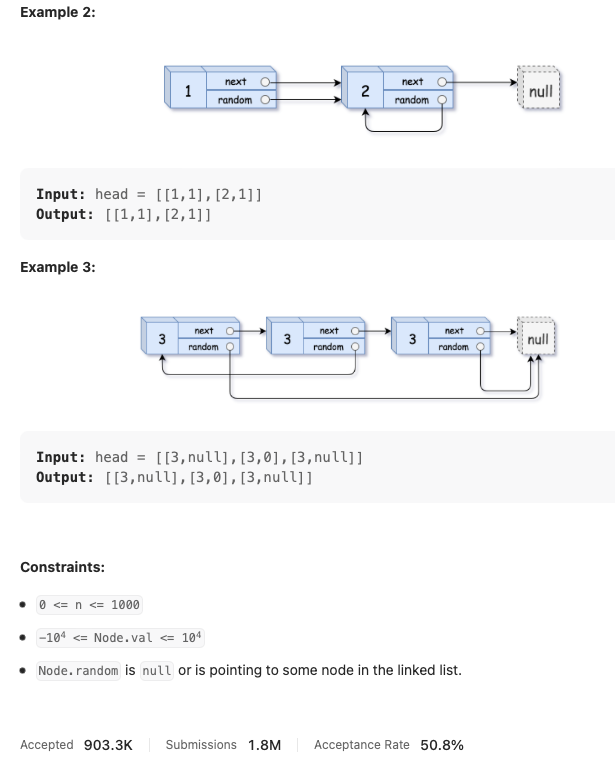 Example 2:
1 next random 2 next random null
Input: head = [[1,1],[2,1]]
Output: [[1,1],[2,1]]
Example 3:
3 next random 3 next random 3 next random null
Input: head = [[3,null],[3,0],[3,null]]
Output: [[3,null],[3,0],[3,null]]
Constraints:
• 0 <= n <= 1000
• -10⁴ <= Node.val <= 10⁴
• Node.random is null or is pointing to some node in the linked list.
Accepted 903.3K Submissions 1.8M Acceptance Rate 50.8%